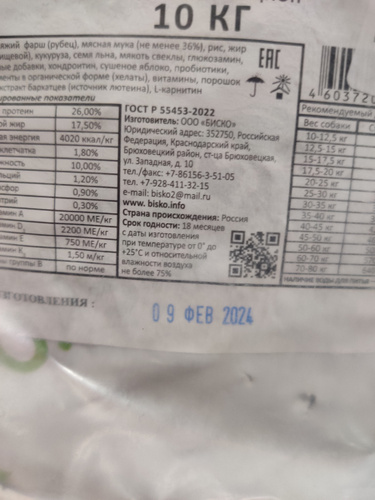 10 КГ
фарш (рубец), мясная мука (не менее 36%), рис, жир
кукуруза, семя льна, мякоть свеклы, глюкозамин,
хондроитин, сушеное яблоко, пробиотики,
в органической форме (хелаты), витамины, порошок
бархатцев (источник лютеина), L-карнитин
EAC
показатели
протеин 26,00%
жир 17,50%
энергия 4020 ккал/кг
1,80%
10,00%
1,20%
0,90%
0,30%
20000 МЕ/кг
2200 МЕ/кг
750 МЕ/кг
1,50 м/кг
группы В по норме
ГОСТ Р 55453-2022
Изготовитель: ООО «БИСКО»
Юридический адрес: 352750, Российская
Федерация, Краснодарский край,
Брюховецкий район, ст-ца Брюховецкая,
ул. Западная, д. 10
тел./факс: +7-86156-3-51-05
тел. +7-928-411-32-15
e-mail: bisko2@mail.ru
www. bisko.info
Страна происхождения: Россия
Срок годности: 18 месяцев
с даты изготовления
при температуре от 0° до
+25°С и относительной
влажности воздуха
не более 75%
4 603720
Рекомендуемый
Вес собаки
10-12,5 кг
12,5-15 кг
15-17,5 кг
17,5-20 кг
20-25 кг
25-30 кг
30-35 кг
35-40 кг
40-45 кг
45-50 кг
50-60 кг
60-70 кг
70-80 кг
09 ФЕВ 2024